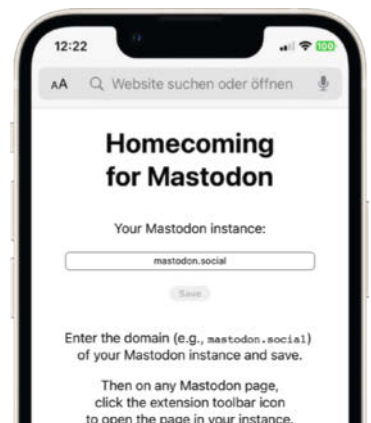 12:22
100
AA Website suchen oder öffnen
Homecoming
for Mastodon
Your Mastodon instance:
mastodon.social
Save
Enter the domain (e.g., mastodon.social)
of your Mastodon instance and save.
Then on any Mastodon page,
click the extension toolbar icon
to open the page in your instance.